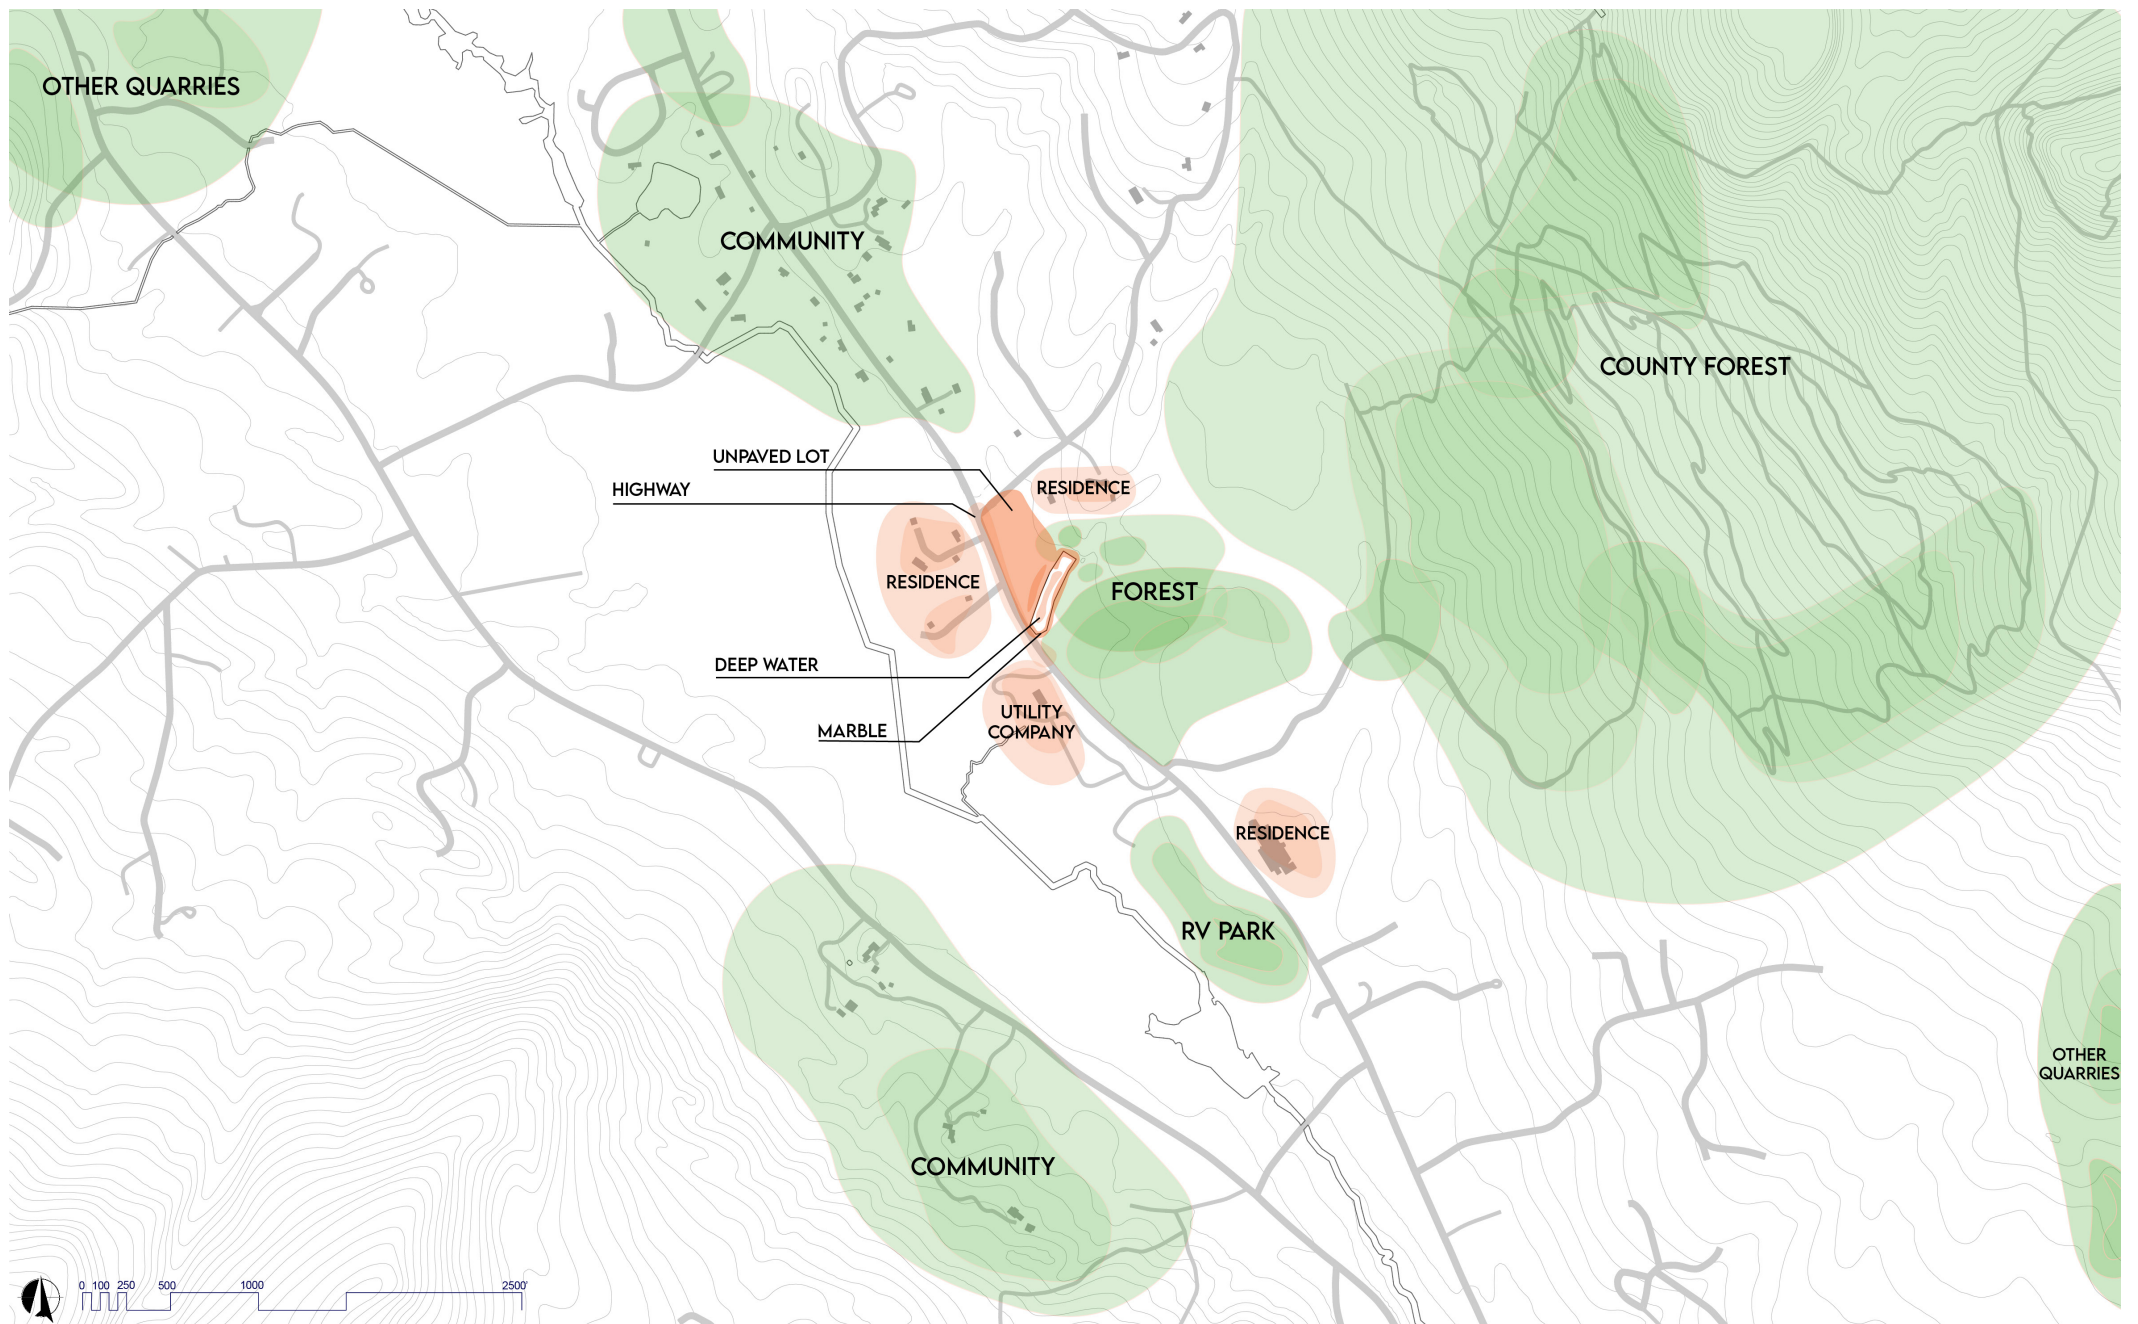 OTHER QUARRIES
COMMUNITY
COUNTY FOREST
UNPAVED LOT
HIGHWAY
RESIDENCE
RESIDENCE
FOREST
DEEP WATER
UTILITY
COMPANY
MARBLE
RESIDENCE
RV PARK
OTHER
QUARRIES
COMMUNITY
0 100 250 500 1000 2500'